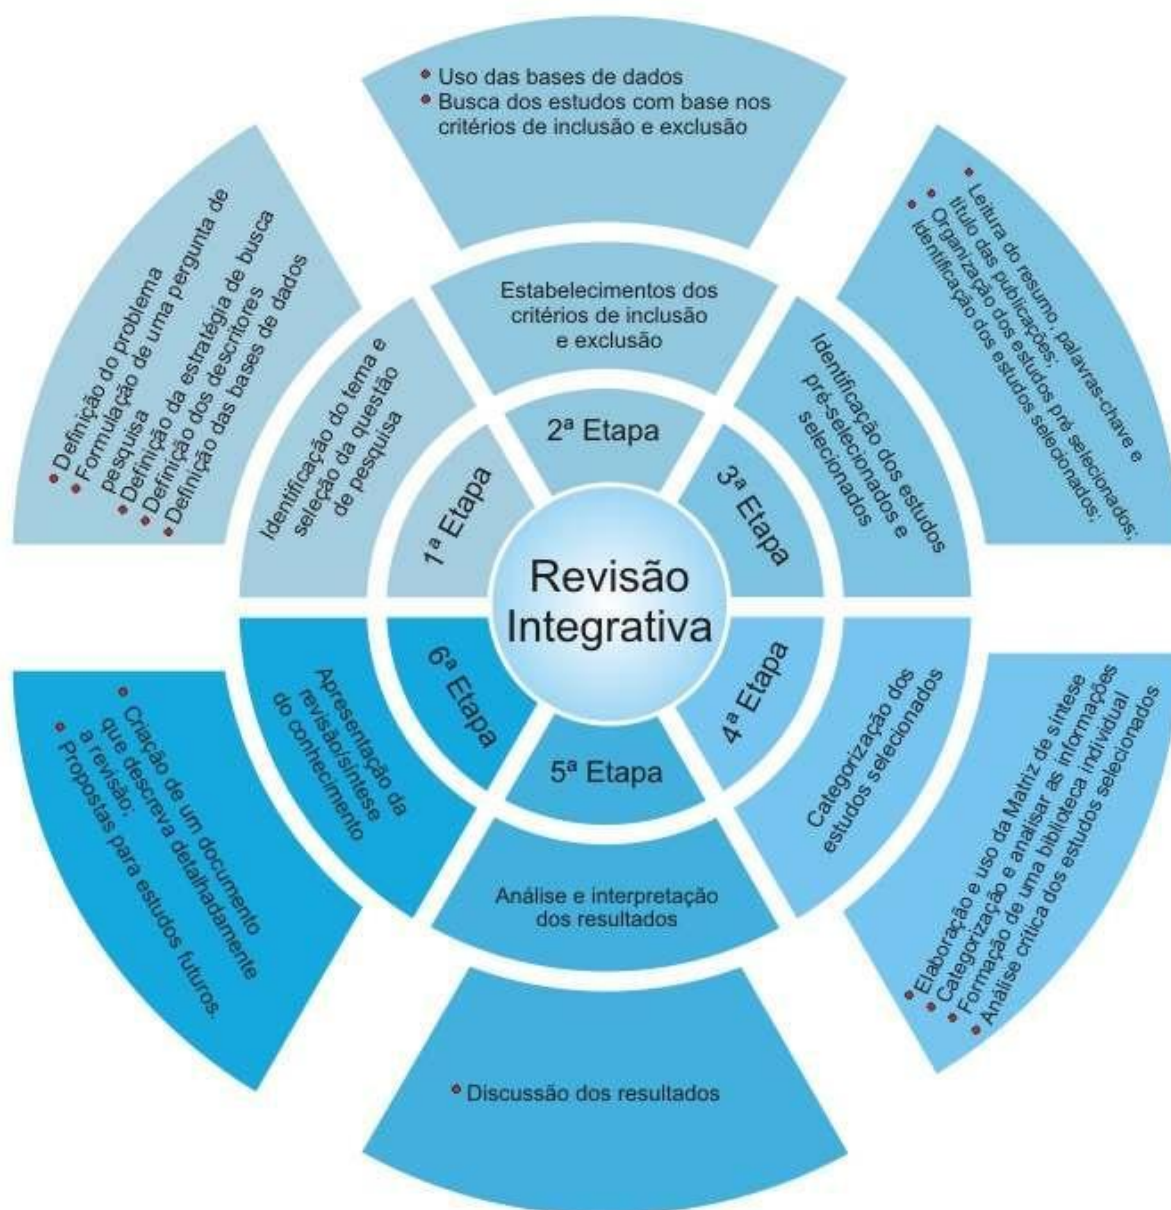 Revisão
Integrativa
1ª Etapa
Identificação do tema e
seleção da questão
de pesquisa
Definição do problema
Formulação de uma pergunta de
pesquisa
Definição da estratégia de busca
Definição dos descritores
Definição das bases de dados
2ª Etapa
Estabelecimentos dos
critérios de inclusão
e exclusão
Uso das bases de dados
Busca dos estudos com base nos
critérios de inclusão e exclusão
3ª Etapa
Identificação dos estudos
pré-selecionados e
selecionados
Leitura do resumo, palavras-chave e
título das publicações;
Organização dos estudos pré selecionados;
Identificação dos estudos selecionados;
4ª Etapa
Categorização dos
estudos selecionados
Elaboração e uso da Matriz de síntese
Categorização e analisar as informações
Formação de uma biblioteca individual
Análise crítica dos estudos selecionados
5ª Etapa
Análise e interpretação
dos resultados
Discussão dos resultados
6ª Etapa
Apresentação da
revisão/síntese
do conhecimento
Criação de um documento
que descreva detalhadamente
a revisão;
Propostas para estudos futuros.